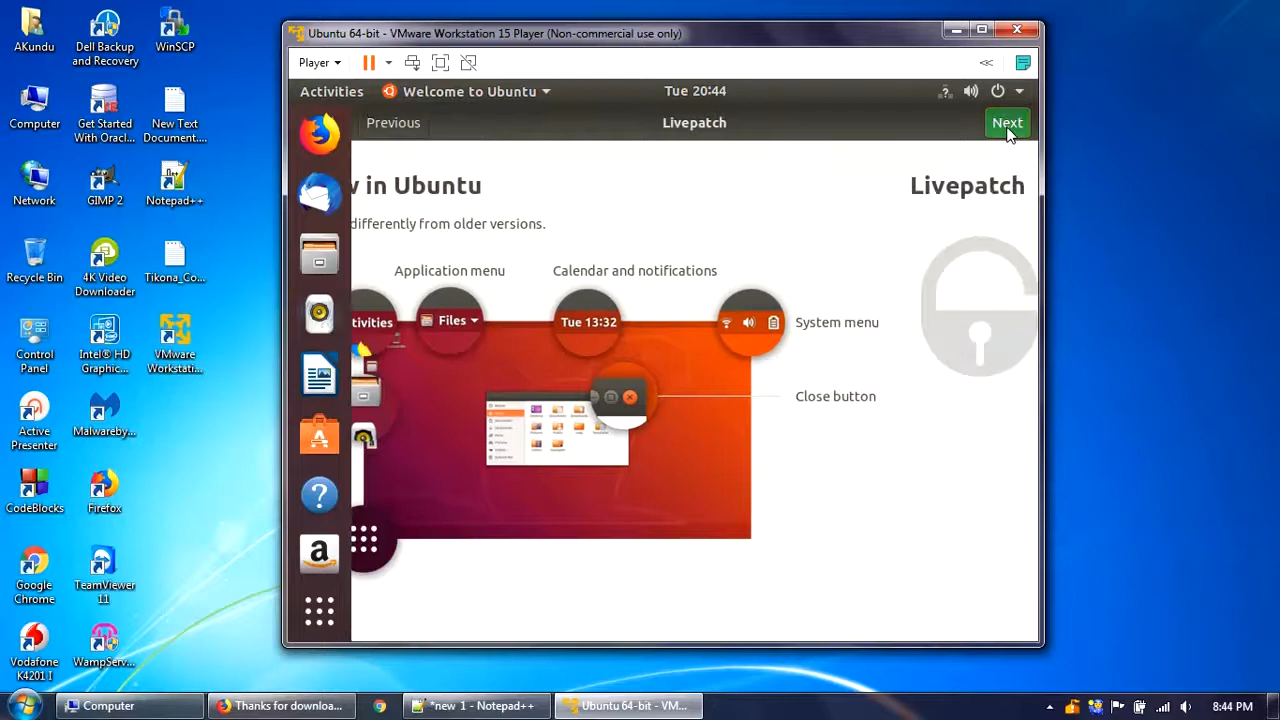 Ubuntu 64-bit - VMware Workstation 15 Player (Non-commercial use only)
Player
Activities
Welcome to Ubuntu
Tue 20:44
Previous
Livepatch
Next
w in Ubuntu
Livepatch
differently from older versions.
Application menu
Calendar and notifications
tivities
Files
Tue 13:32
System menu
Close button
AKundu
Dell Backup and Recovery
WinSCP
Computer
Get Started With Oracl...
New Text Document....
Network
GIMP 2
Notepad++
Recycle Bin
4K Video Downloader
Tikona_Co...
Control Panel
Intel® HD Graphic...
VMware Workstati...
Active Presenter
Malwareby...
CodeBlocks
Firefox
Google Chrome
TeamViewer 11
Vodafone K4201 I
WampServ...
Computer
Thanks for downloa...
*new 1 - Notepad++
Ubuntu 64-bit - VM...
8:44 PM